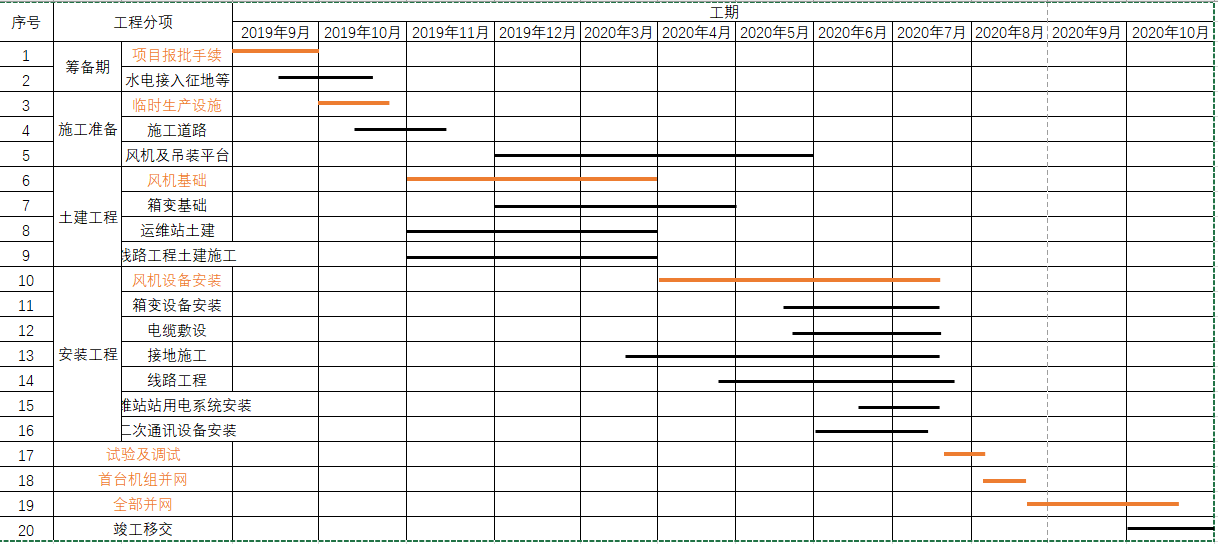 序号 工程分项 工期
2019年9月 2019年10月 2019年11月 2019年12月 2020年3月 2020年4月 2020年5月 2020年6月 2020年7月 2020年8月 2020年9月 2020年10月
1 筹备期 项目报批手续
2 水电接入征地等
3 施工准备 临时生产设施
4 施工道路
5 风机及吊装平台
6 土建工程 风机基础
7 箱变基础
8 运维站土建
9 线路工程土建施工
10 安装工程 风机设备安装
11 箱变设备安装
12 电缆敷设
13 接地施工
14 线路工程
15 维站站用电系统安装
16 二次通讯设备安装
17 试验及调试
18 首台机组并网
19 全部并网
20 竣工移交